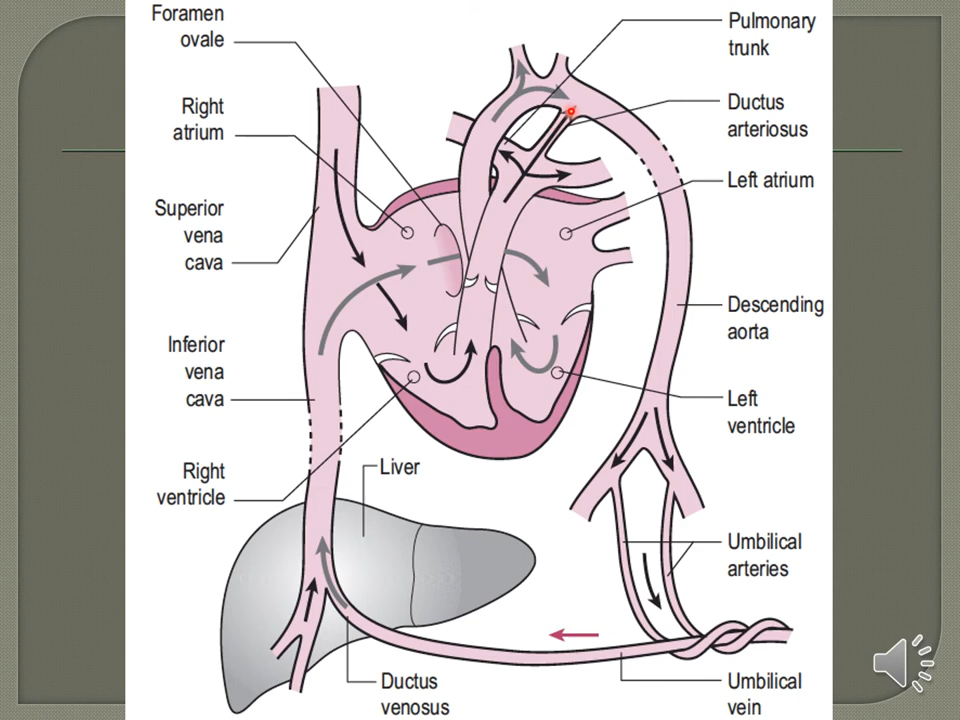 Foramen
ovale
Right
atrium
Superior
vena
cava
Inferior
vena
cava
Right
ventricle
Liver
Ductus
venosus
Pulmonary
trunk
Ductus
arteriosus
Left atrium
Descending
aorta
Left
ventricle
Umbilical
arteries
Umbilical
vein